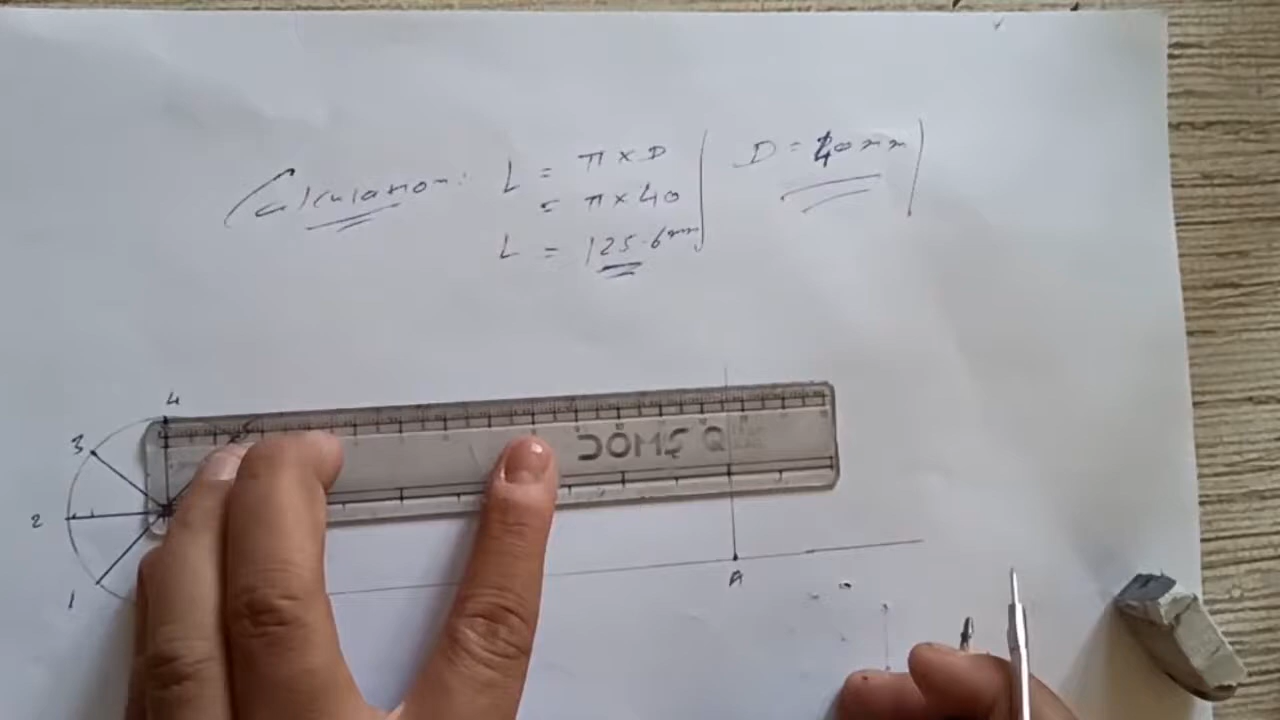 Calculation: L = π × D
= π × 40
L = 125.6mm
D = 40mm
4
3
2
1
DOMS Q
A